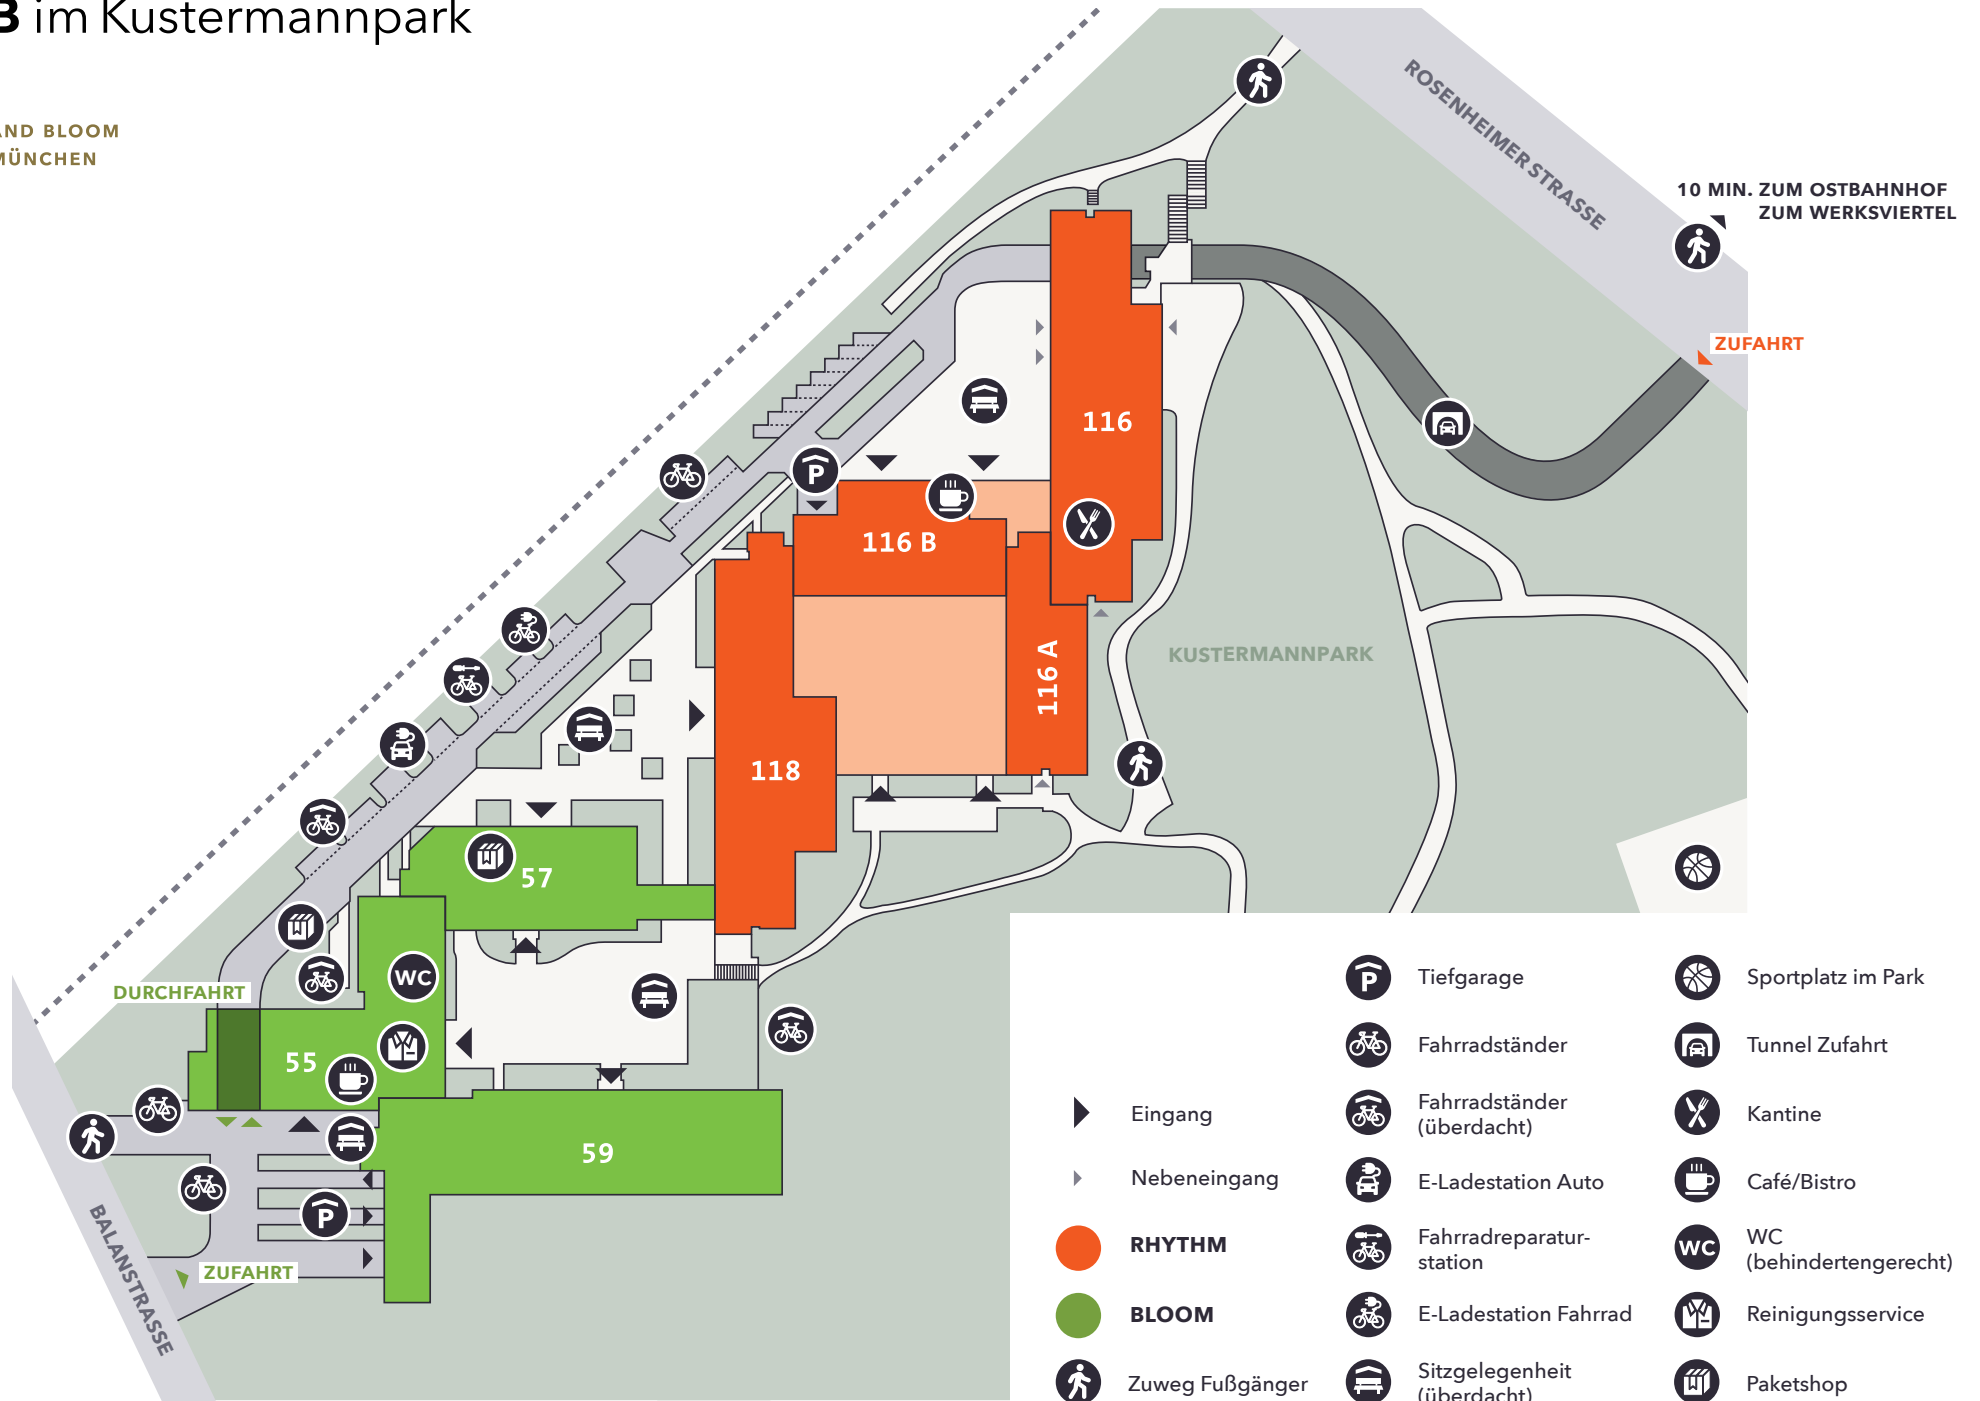 B im Kustermannpark
AND BLOOM
MÜNCHEN
ROSENHEIMER STRASSE
10 MIN. ZUM OSTBAHNHOF
ZUM WERKSVIERTEL
ZUFAHRT
116
P
116 B
116 A
KUSTERMANNPARK
118
57
WC
DURCHFAHRT
55
59
P
BALANSTRASSE
ZUFAHRT
Eingang
Nebeneingang
RHYTHM
BLOOM
Zuweg Fußgänger
P
Tiefgarage
Fahrradständer
Fahrradständer
(überdacht)
E-Ladestation Auto
Fahrradreparatur-
station
E-Ladestation Fahrrad
Sitzgelegenheit
(überdacht)
Sportplatz im Park
Tunnel Zufahrt
Kantine
Café/Bistro
WC
WC
(behindertengerecht)
Reinigungsservice
Paketshop